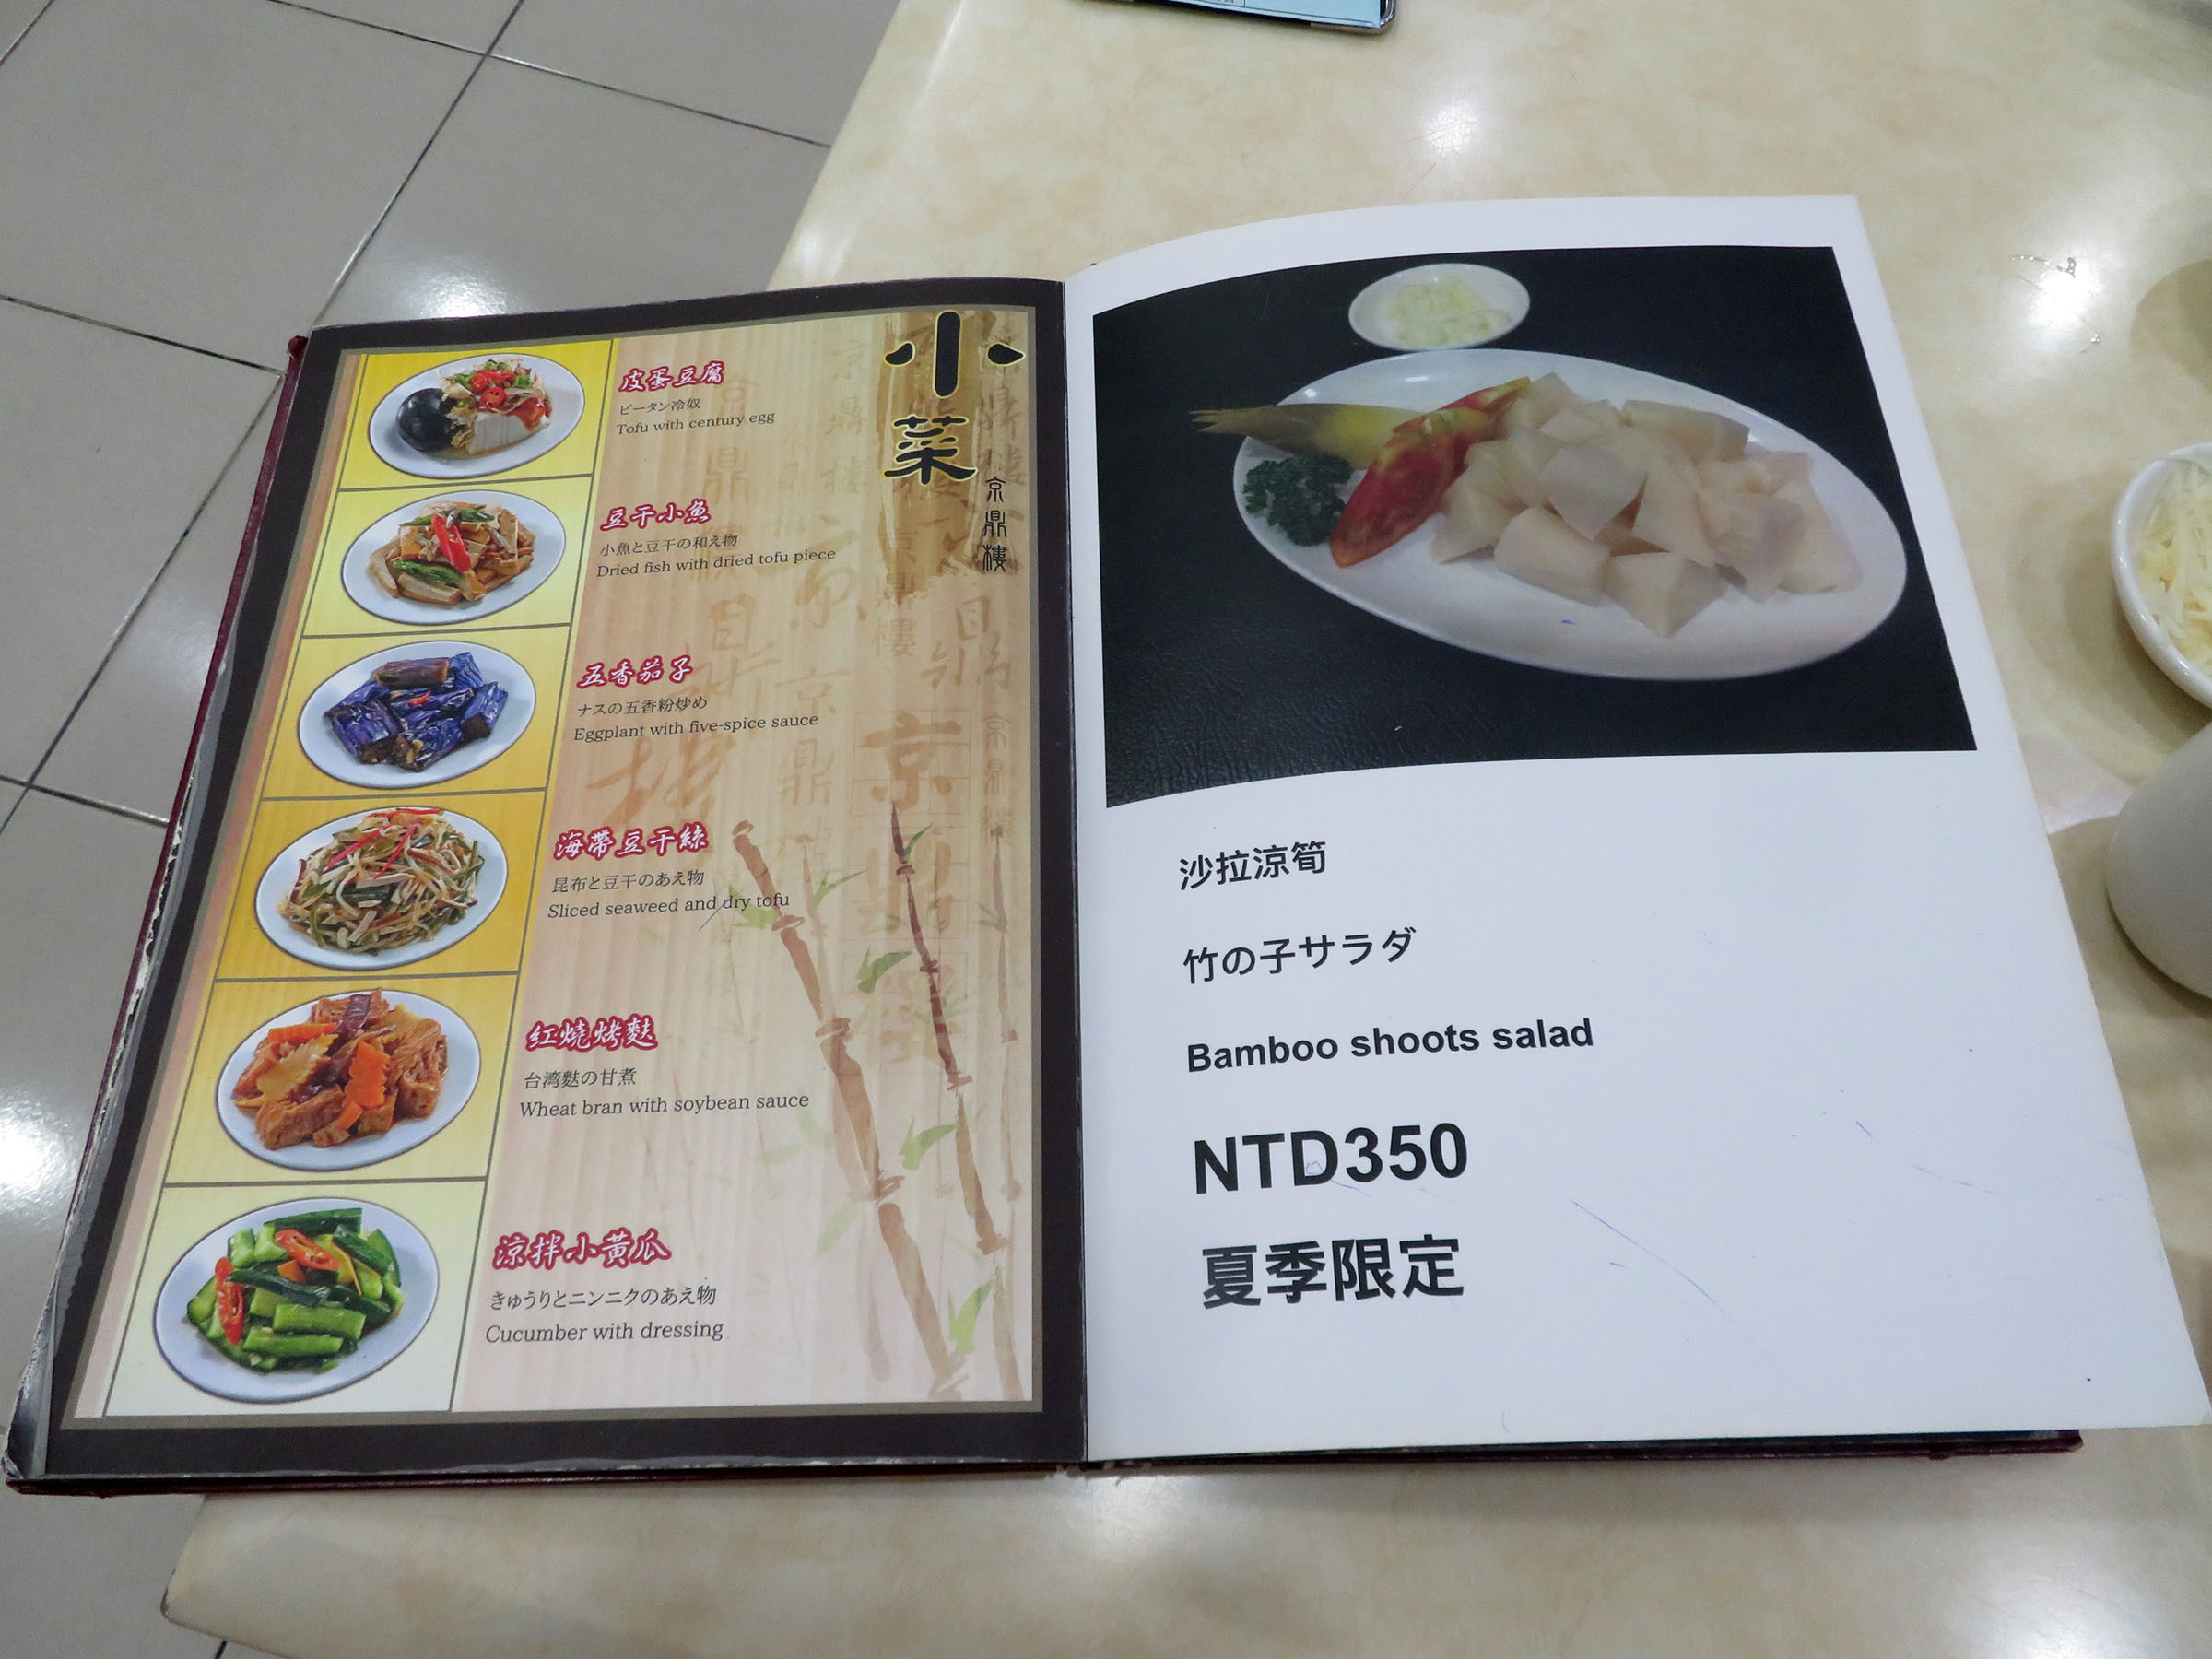 小菜
京鼎樓
皮蛋豆腐
ピータン冷奴
Tofu with century egg
豆干小魚
小魚と豆干の和え物
Dried fish with dried tofu piece
五香茄子
ナスの五香粉炒め
Eggplant with five-spice sauce
海帶豆干絲
昆布と豆干のあえ物
Sliced seaweed and dry tofu
紅燒烤麩
台湾麩の甘煮
Wheat bran with soybean sauce
涼拌小黃瓜
きゅうりとニンニクのあえ物
Cucumber with dressing
沙拉涼筍
竹の子サラダ
Bamboo shoots salad
NTD350
夏季限定